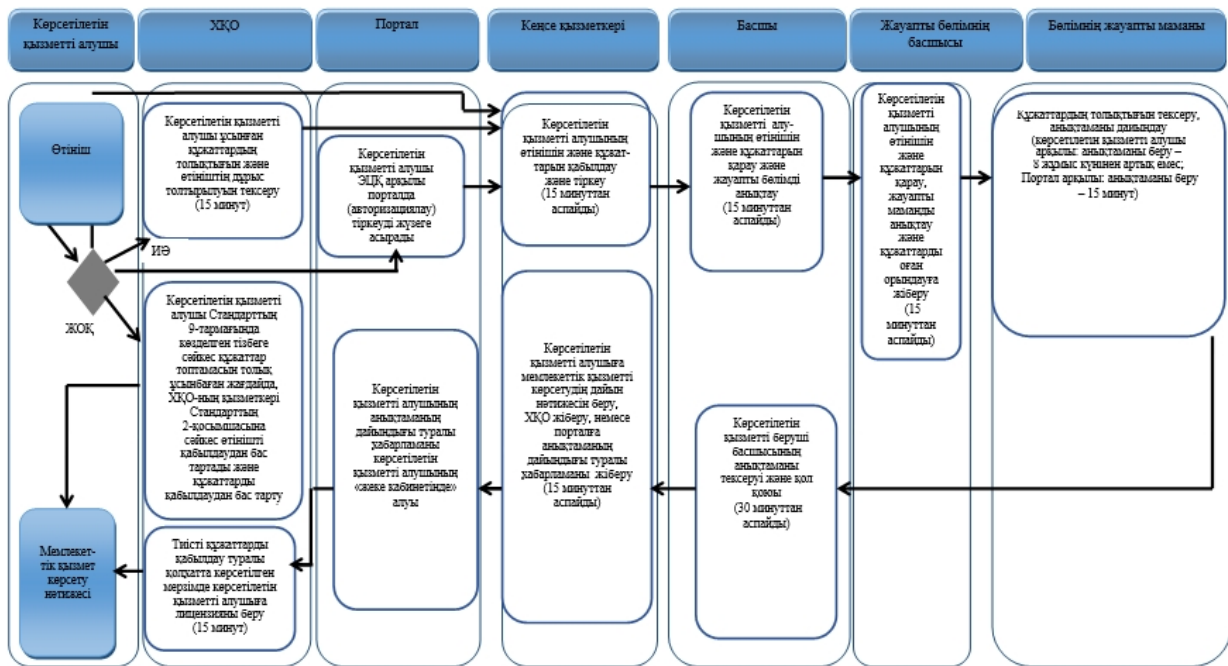 Көрсетілетін
қызметті алушы
ХҚО
Портал
Кеңсе қызметкері
Басшы
Жауапты бөлімнің
басшысы
Бөлімнің жауапты маманы
Өтініш
Көрсетілетін қызметті
алушы ұсынған
құжаттардың
толықтығын және
өтініштің дұрыс
толтырылуын тексеру
(15 минут)
Көрсетілетін
қызметті алушы
ЭЦҚ арқылы
порталда
(авторизациялау)
тіркеуді жүзеге
асырады
Көрсетілетін
қызметті алушының
өтінішін және құжат-
тарын қабылдау
және тіркеу
(15 минуттан
аспайды)
Көрсетілетін
қызметті алу-
шының өтінішін
және құжаттарын
қарау және
жауапты бөлімді
анықтау
(15 минуттан
аспайды)
Көрсетілетін
қызметті
алушының
өтінішін
және
құжаттарын
қарау,
жауапты
маманды
анықтау
және
құжаттарды
оған
орындауға
жіберу
(15
минуттан
аспайды)
Құжаттардың толықтығын тексеру,
анықтаманы дайындау
(көрсетілетін қызметті алушы
арқылы: анықтаманы беру –
8 жұмыс күнінен артық емес;
Портал арқылы: анықтаманы беру
– 15 минут)
ИӘ
ЖОҚ
Көрсетілетін қызметті
алушы Стандарттың
9-тармағында
көзделген тізбеге
сәйкес құжаттар
топтамасын толық
ұсынбаған жағдайда,
ХҚО-ның қызметкері
Стандарттың
2-қосымшасына
сәйкес өтінішті
қабылдаудан бас
тартады және
құжаттарды
қабылдаудан бас тарту
Көрсетілетін
қызметті алушының
анықтаманың
дайындығы туралы
хабарламаны
көрсетілетін
қызметті алушының
«жеке кабинетінде»
алуы
Көрсетілетін
қызметті алушыға
мемлекеттік қызметті
көрсетудің дайын
нәтижесін беру,
ХҚО жіберу, немесе
порталға
анықтаманың
дайындығы туралы
хабарламаны жіберу
(15 минуттан
аспайды)
Көрсетілетін
қызметті беруші
басшысының
анықтаманы
тексеруі және қол
қоюы
(30 минуттан
аспайды)
Мемлекет-
тік қызмет
көрсету
нәтижесі
Тиісті құжаттарды
қабылдау туралы
қолхатта көрсетілген
мерзімде көрсетілетін
қызметті алушыға
лицензияны беру
(15 минут)